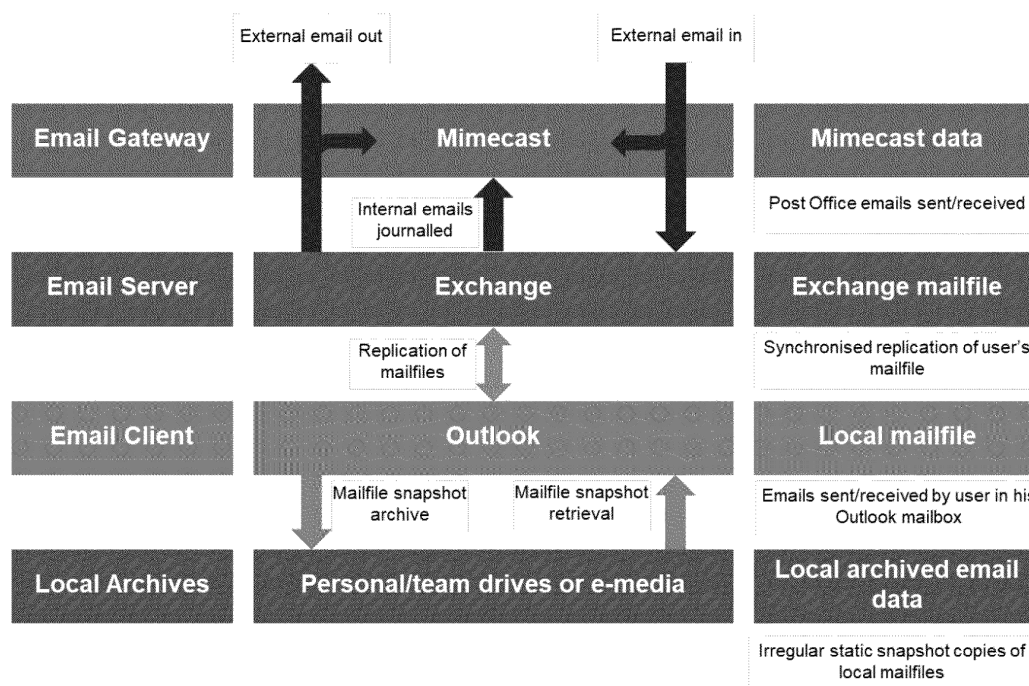 External email out
External email in
Email Gateway
Mimecast
Mimecast data
Internal emails
journalled
Post Office emails sent/received
Email Server
Exchange
Exchange mailfile
Replication of
mailfiles
Synchronised replication of user's
mailfile
Email Client
Outlook
Local mailfile
Mailfile snapshot
archive
Mailfile snapshot
retrieval
Emails sent/received by user in his
Outlook mailbox
Local Archives
Personal/team drives or e-media
Local archived email
data
Irregular static snapshot copies of
local mailfiles